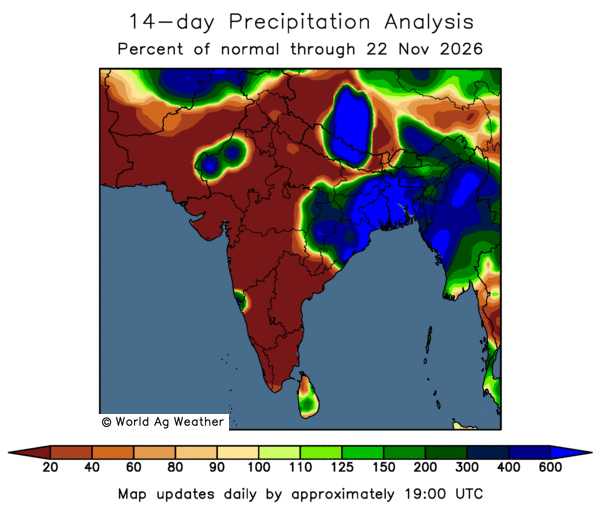 14-day Precipitation Analysis
Percent of normal through 22 Nov 2026
© World Ag Weather
20 40 60 80 90 100 110 125 150 200 300 400 600
Map updates daily by approximately 19:00 UTC